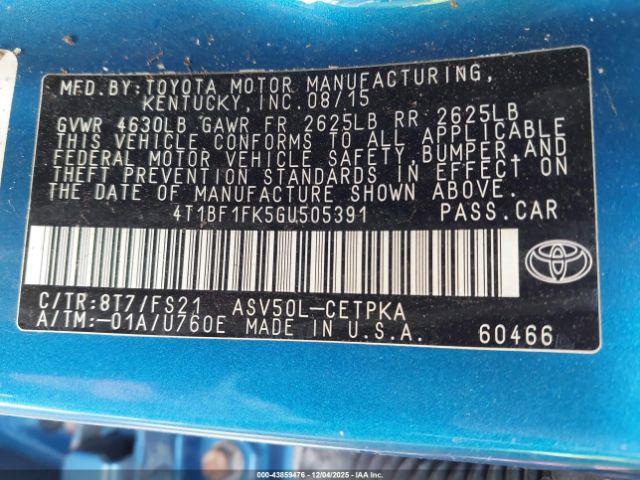 MFD.BY:TOYOTA MOTOR MANUFACTURING,
KENTUCKY, INC.08/15
GVWR 4630LB GAWR FR 2625LB RR 2625LB
THIS VEHICLE CONFORMS TO ALL APPLICABLE
FEDERAL MOTOR VEHICLE SAFETY,BUMPER,AND
THEFT PREVENTION STANDARDS IN EFFECT ON
THE DATE OF MANUFACTURE SHOWN ABOVE.
4T1BF1FK5GU505391 PASS.CAR
C/TR:8T7/FS21 ASV50L-CETPKA
A/TM:-01A/U760E MADE IN U.S.A.
60466
© IAA - 43859476 - 12/04/2025 - IAAI.COM